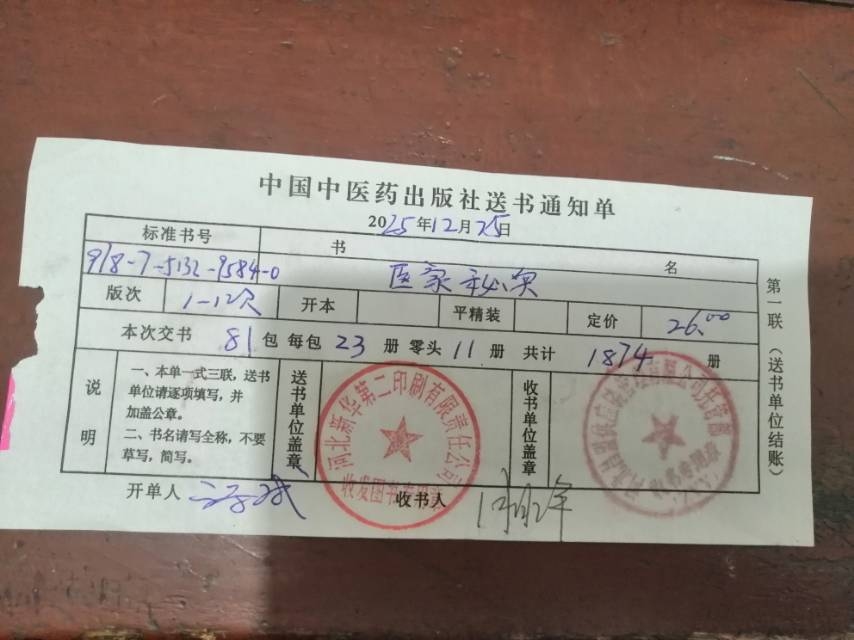 中国中医药出版社送书通知单
2025年12月25日
标准书号 书 名
978-7-5132-9584-0 医家秘奥
版次 1-12次 开本 平精装 定价 26.00
本次交书 81 包 每包 23 册 零头 11 册 共计 1874 册
说明
一、本单一式三联，送书
单位请逐项填写，并
加盖公章。
二、书名请写全称，不要
草写，简写。
送书单位盖章
河北新华第二印刷有限责任公司
收发图书专用章
收书单位盖章
开单人
收书人
第一联（送书单位结账）